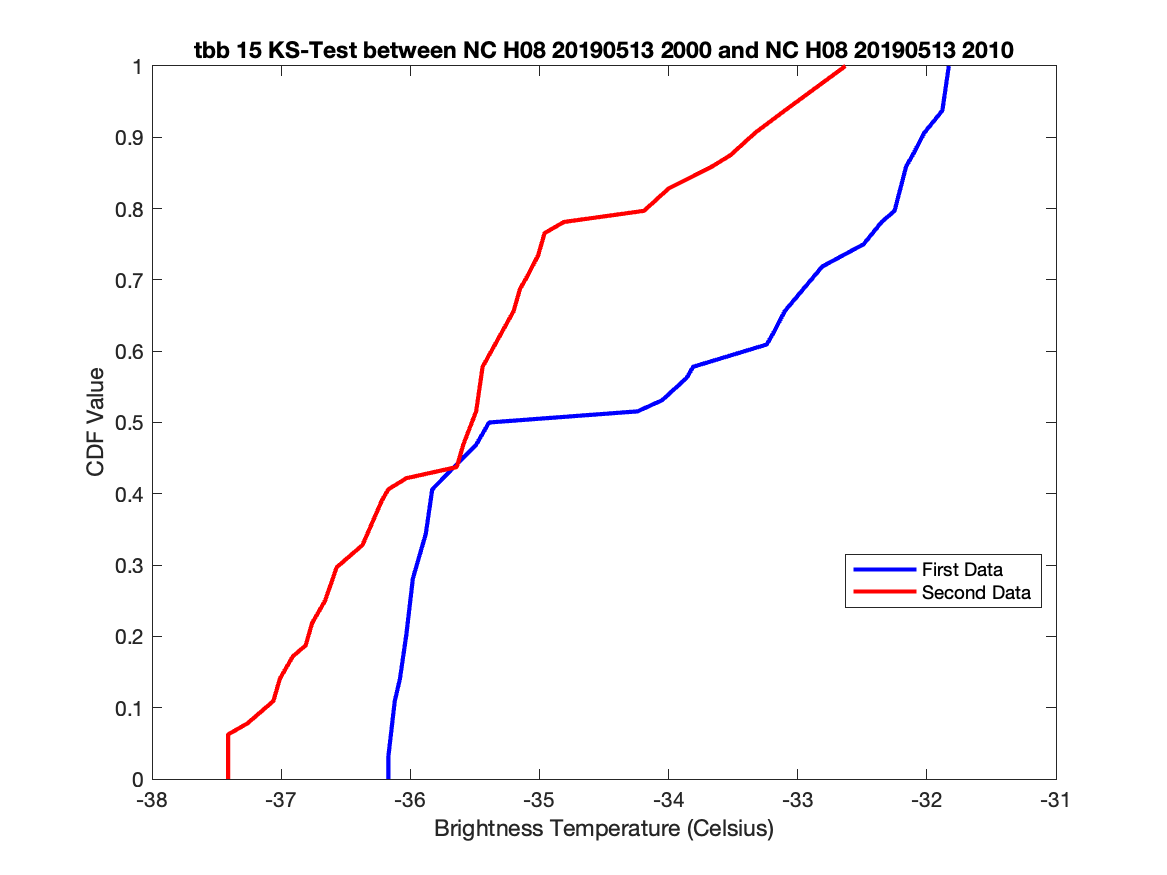 tbb 15 KS-Test between NC H08 20190513 2000 and NC H08 20190513 2010
1
0.9
0.8
0.7
0.6
0.5
0.4
0.3
0.2
0.1
0
CDF Value
First Data
Second Data
-38 -37 -36 -35 -34 -33 -32 -31
Brightness Temperature (Celsius)